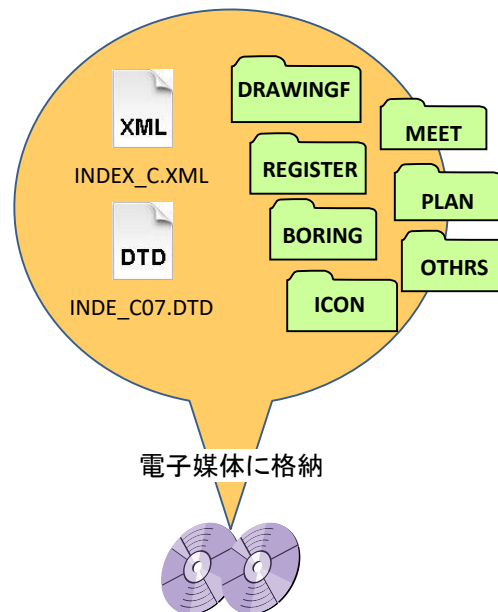 XML
INDEX_C.XML
DTD
INDE_C07.DTD
DRAWINGF
MEET
REGISTER
PLAN
BORING
OTHRS
ICON
電子媒体に格納